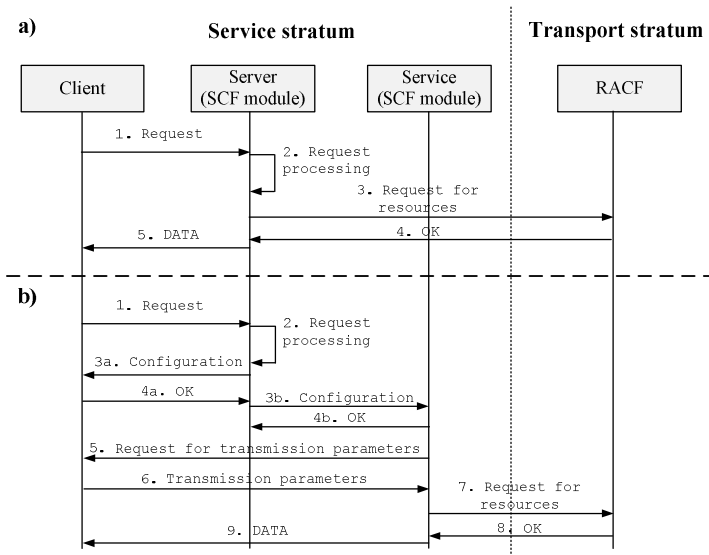 a)
Service stratum
Transport stratum
Client
Server
(SCF module)
Service
(SCF module)
RACF
1. Request
2. Request
processing
3. Request for
resources
4. OK
5. DATA
b)
1. Request
2. Request
processing
3a. Configuration
4a. OK
3b. Configuration
4b. OK
5. Request for transmission parameters
6. Transmission parameters
7. Request for
resources
8. OK
9. DATA